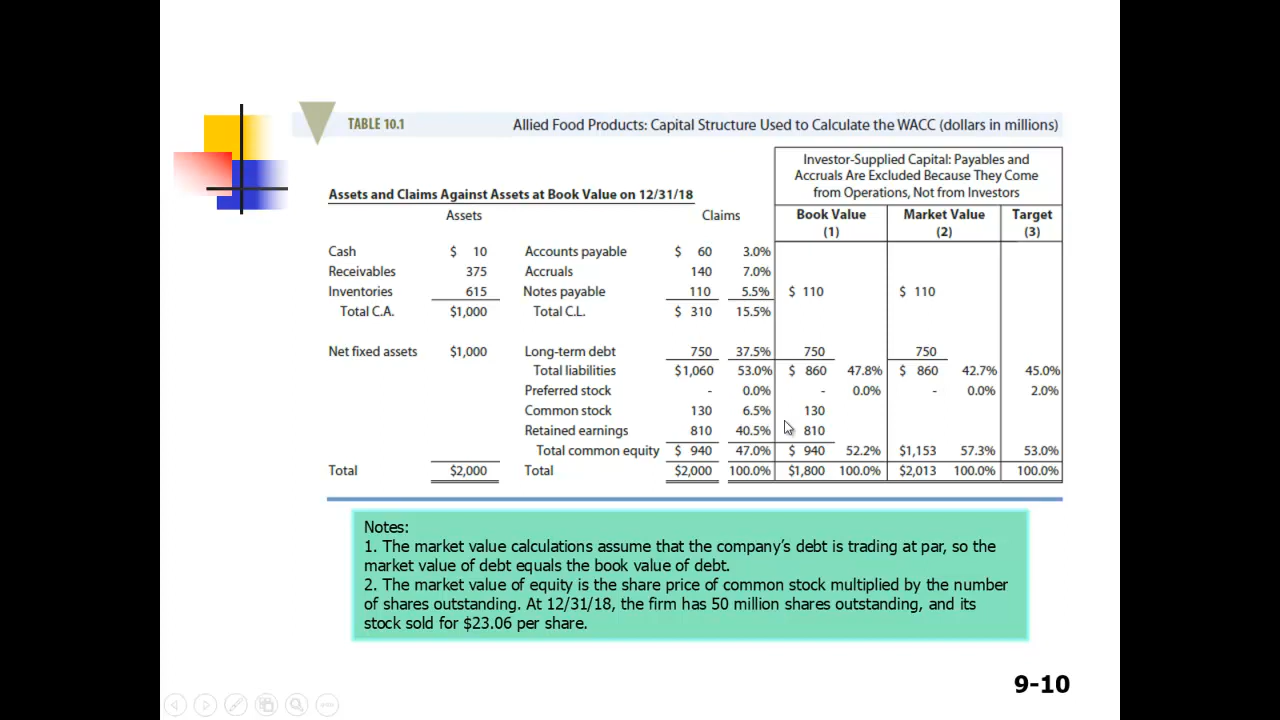 TABLE 10.1 Allied Food Products: Capital Structure Used to Calculate the WACC (dollars in millions)
Investor-Supplied Capital: Payables and
Accruals Are Excluded Because They Come
from Operations, Not from Investors
Assets and Claims Against Assets at Book Value on 12/31/18
Assets Claims Book Value Market Value Target
(1) (2) (3)
Cash $ 10 Accounts payable $ 60 3.0%
Receivables 375 Accruals 140 7.0%
Inventories 615 Notes payable 110 5.5% $ 110 $ 110
Total C.A. $1,000 Total C.L. $ 310 15.5%
Net fixed assets $1,000 Long-term debt 750 37.5% 750 750
Total liabilities $1,060 53.0% $ 860 47.8% $ 860 42.7% 45.0%
Preferred stock - 0.0% - 0.0% - 0.0% 2.0%
Common stock 130 6.5% 130
Retained earnings 810 40.5% 810
Total common equity $ 940 47.0% $ 940 52.2% $1,153 57.3% 53.0%
Total $2,000 Total $2,000 100.0% $1,800 100.0% $2,013 100.0% 100.0%
Notes:
1. The market value calculations assume that the company's debt is trading at par, so the
market value of debt equals the book value of debt.
2. The market value of equity is the share price of common stock multiplied by the number
of shares outstanding. At 12/31/18, the firm has 50 million shares outstanding, and its
stock sold for $23.06 per share.
9-10